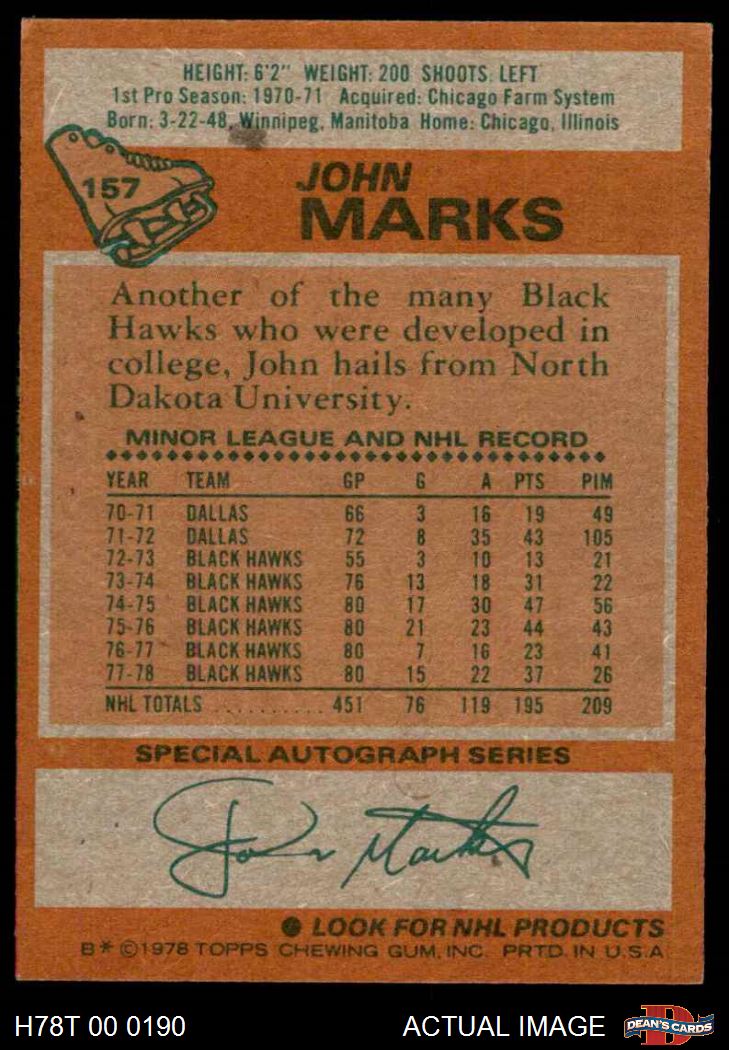 HEIGHT: 6'2" WEIGHT: 200 SHOOTS: LEFT
1st Pro Season: 1970-71 Acquired: Chicago Farm System
Born: 3-22-48, Winnipeg, Manitoba Home: Chicago, Illinois
157
JOHN
MARKS
Another of the many Black
Hawks who were developed in
college, John hails from North
Dakota University.
MINOR LEAGUE AND NHL RECORD
YEAR TEAM GP G A PTS PIM
70-71 DALLAS 66 3 16 19 49
71-72 DALLAS 72 8 35 43 105
72-73 BLACK HAWKS 55 3 10 13 21
73-74 BLACK HAWKS 76 13 18 31 22
74-75 BLACK HAWKS 80 17 30 47 56
75-76 BLACK HAWKS 80 21 23 44 43
76-77 BLACK HAWKS 80 7 16 23 41
77-78 BLACK HAWKS 80 15 22 37 26
NHL TOTALS .......... 451 76 119 195 209
SPECIAL AUTOGRAPH SERIES
John Marks
● LOOK FOR NHL PRODUCTS
B* ©1978 TOPPS CHEWING GUM, INC. PRTD. IN U.S.A.
H78T 00 0190 ACTUAL IMAGE
D
DEAN'S CARDS